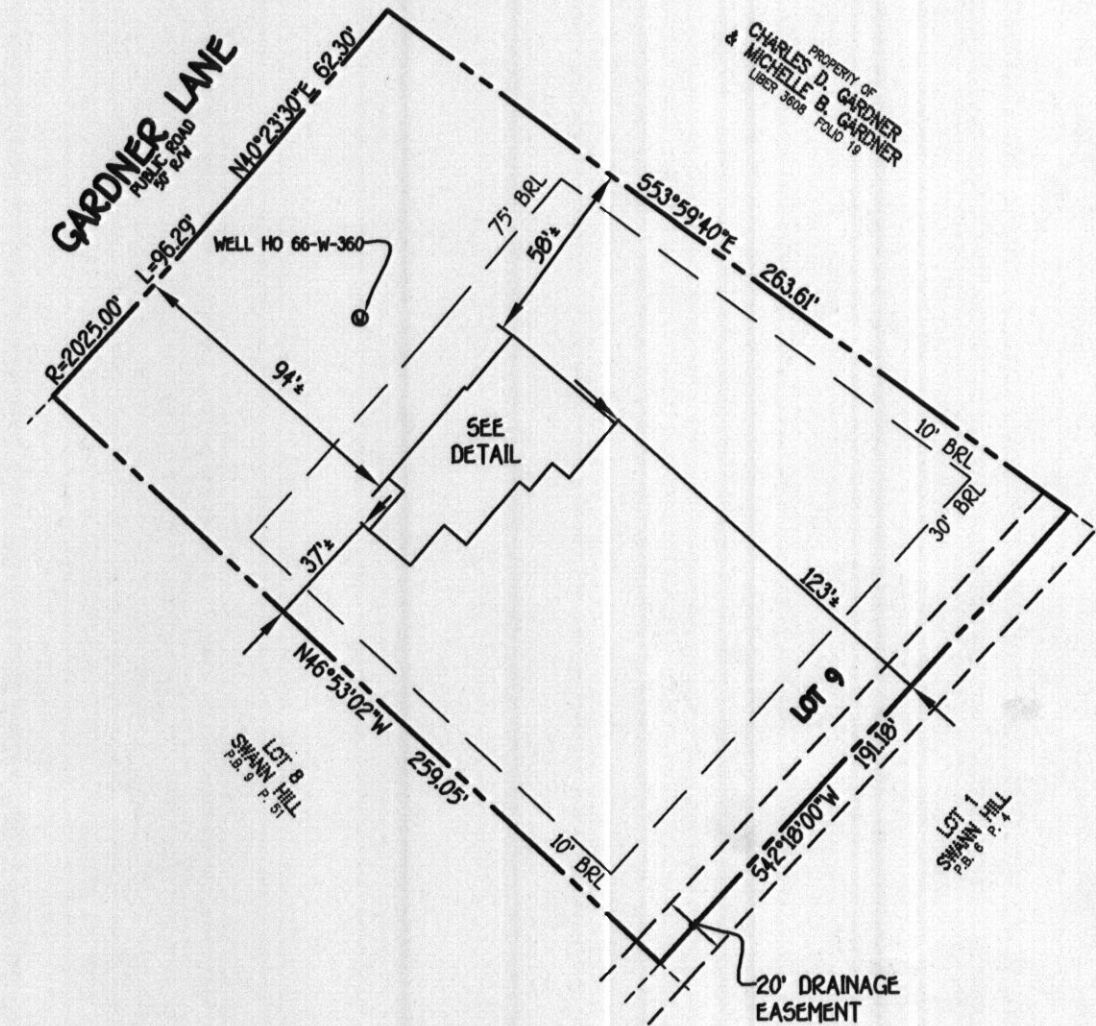 GARDNER LANE
PUBLIC ROAD
50' R/W
R=2025.00'
L=96.29'
N40°23'30"E 62.30'
PROPERTY OF
CHARLES D. GARDNER
& MICHELLE B. GARDNER
LIBER 3608 FOLIO 19
S53°59'40"E
263.61'
WELL HO 66-W-360
75' BRL
58'±
94'±
SEE
DETAIL
37'±
10' BRL
30' BRL
123'±
LOT 9
N46°53'02"W
259.05'
10' BRL
S42°18'00"W
191.18'
LOT 8
SWANN HILL
P.B. 9 P. 51
LOT 1
SWANN HILL
P.B. 6 P. 4
20' DRAINAGE
EASEMENT